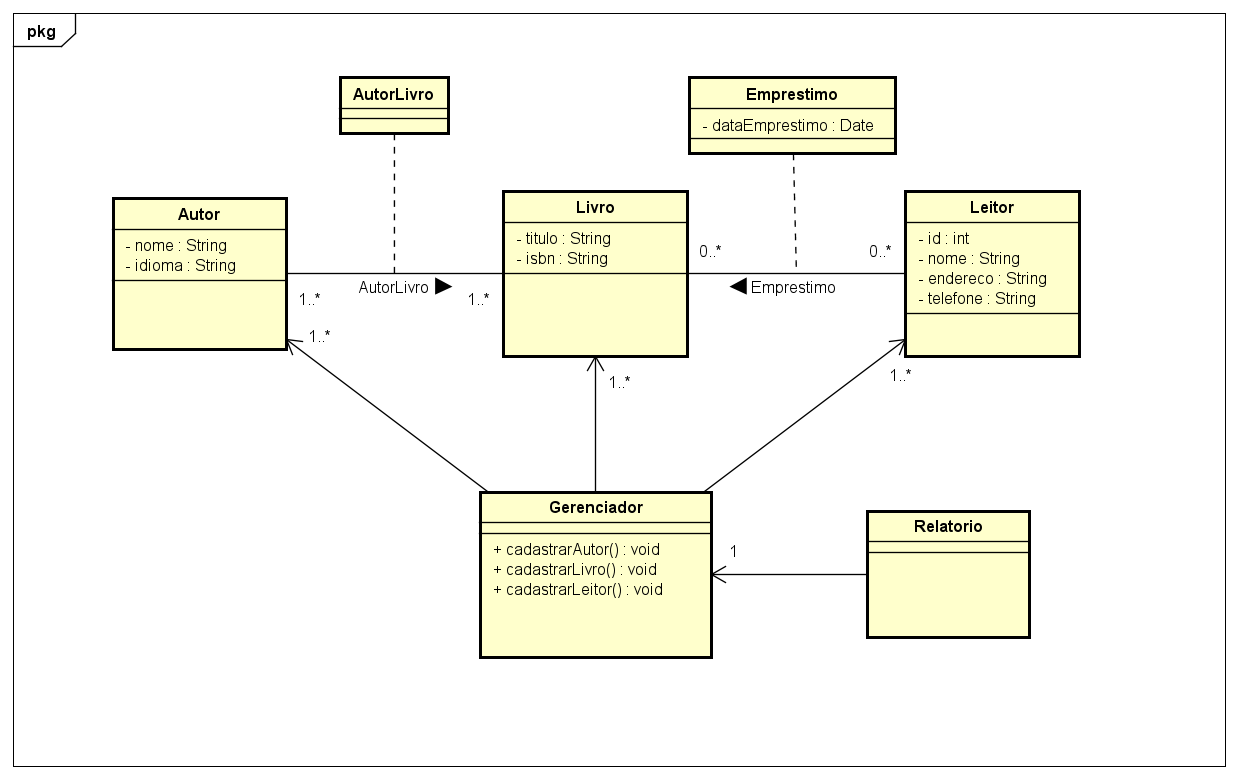 pkg
AutorLivro
Emprestimo
- dataEmprestimo : Date
Autor
- nome : String
- idioma : String
Livro
- titulo : String
- isbn : String
Leitor
- id : int
- nome : String
- endereco : String
- telefone : String
0..*
0..*
AutorLivro ▶
◀ Emprestimo
1..*
1..*
1..*
1..*
1..*
Gerenciador
+ cadastrarAutor() : void
+ cadastrarLivro() : void
+ cadastrarLeitor() : void
1
Relatorio